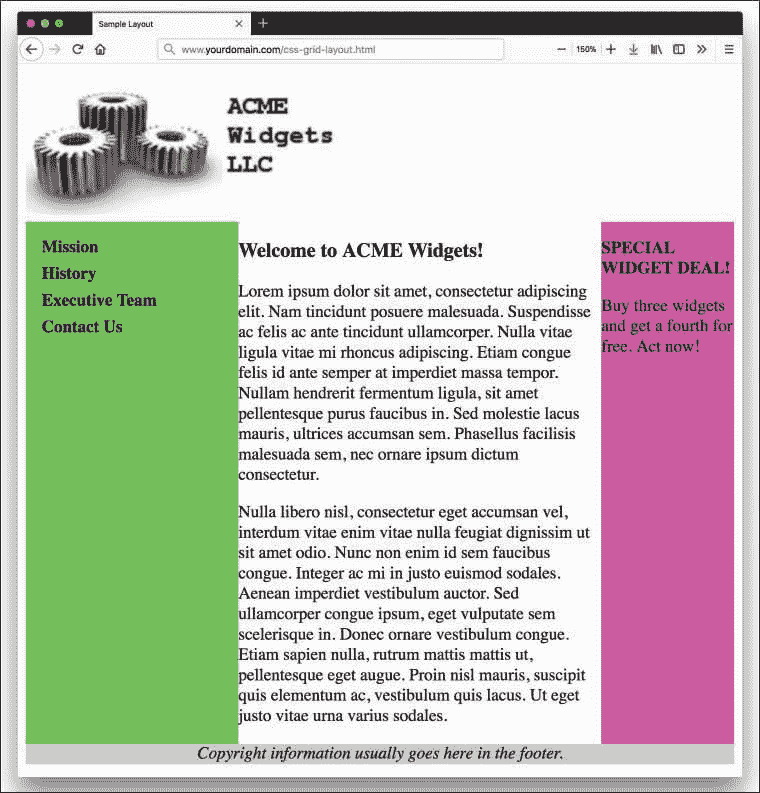 Sample Layout
www.yourdomain.com/css-grid-layout.html
150%
ACME
Widgets
LLC
Mission
History
Executive Team
Contact Us
Welcome to ACME Widgets!
Lorem ipsum dolor sit amet, consectetur adipiscing
elit. Nam tincidunt posuere malesuada. Suspendisse
ac felis ac ante tincidunt ullamcorper. Nulla vitae
ligula vitae mi rhoncus adipiscing. Etiam congue
felis id ante semper at imperdiet massa tempor.
Nullam hendrerit fermentum ligula, sit amet
pellentesque purus faucibus in. Sed molestie lacus
mauris, ultrices accumsan sem. Phasellus facilisis
malesuada sem, nec ornare ipsum dictum
consectetur.
Nulla libero nisl, consectetur eget accumsan vel,
interdum vitae enim vitae nulla feugiat dignissim ut
sit amet odio. Nunc non enim id sem faucibus
congue. Integer ac mi in justo euismod sodales.
Aenean imperdiet vestibulum auctor. Sed
ullamcorper congue ipsum, eget vulputate sem
scelerisque in. Donec ornare vestibulum congue.
Etiam sapien nulla, rutrum mattis mattis ut,
pellentesque eget augue. Proin nisl mauris, suscipit
quis elementum ac, vestibulum quis lacus. Ut eget
justo vitae urna varius sodales.
SPECIAL
WIDGET DEAL!
Buy three widgets
and get a fourth for
free. Act now!
Copyright information usually goes here in the footer.